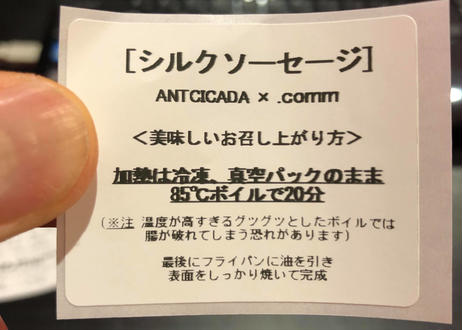 [シルクソーセージ]
ANTCICADA × .comm
＜美味しいお召し上がり方＞
加熱は冷凍、真空パックのまま
85℃ボイルで20分
（※注 温度が高すぎるグツグツとしたボイルでは
腸が破れてしまう恐れがあります）
最後にフライパンに油を引き
表面をしっかり焼いて完成